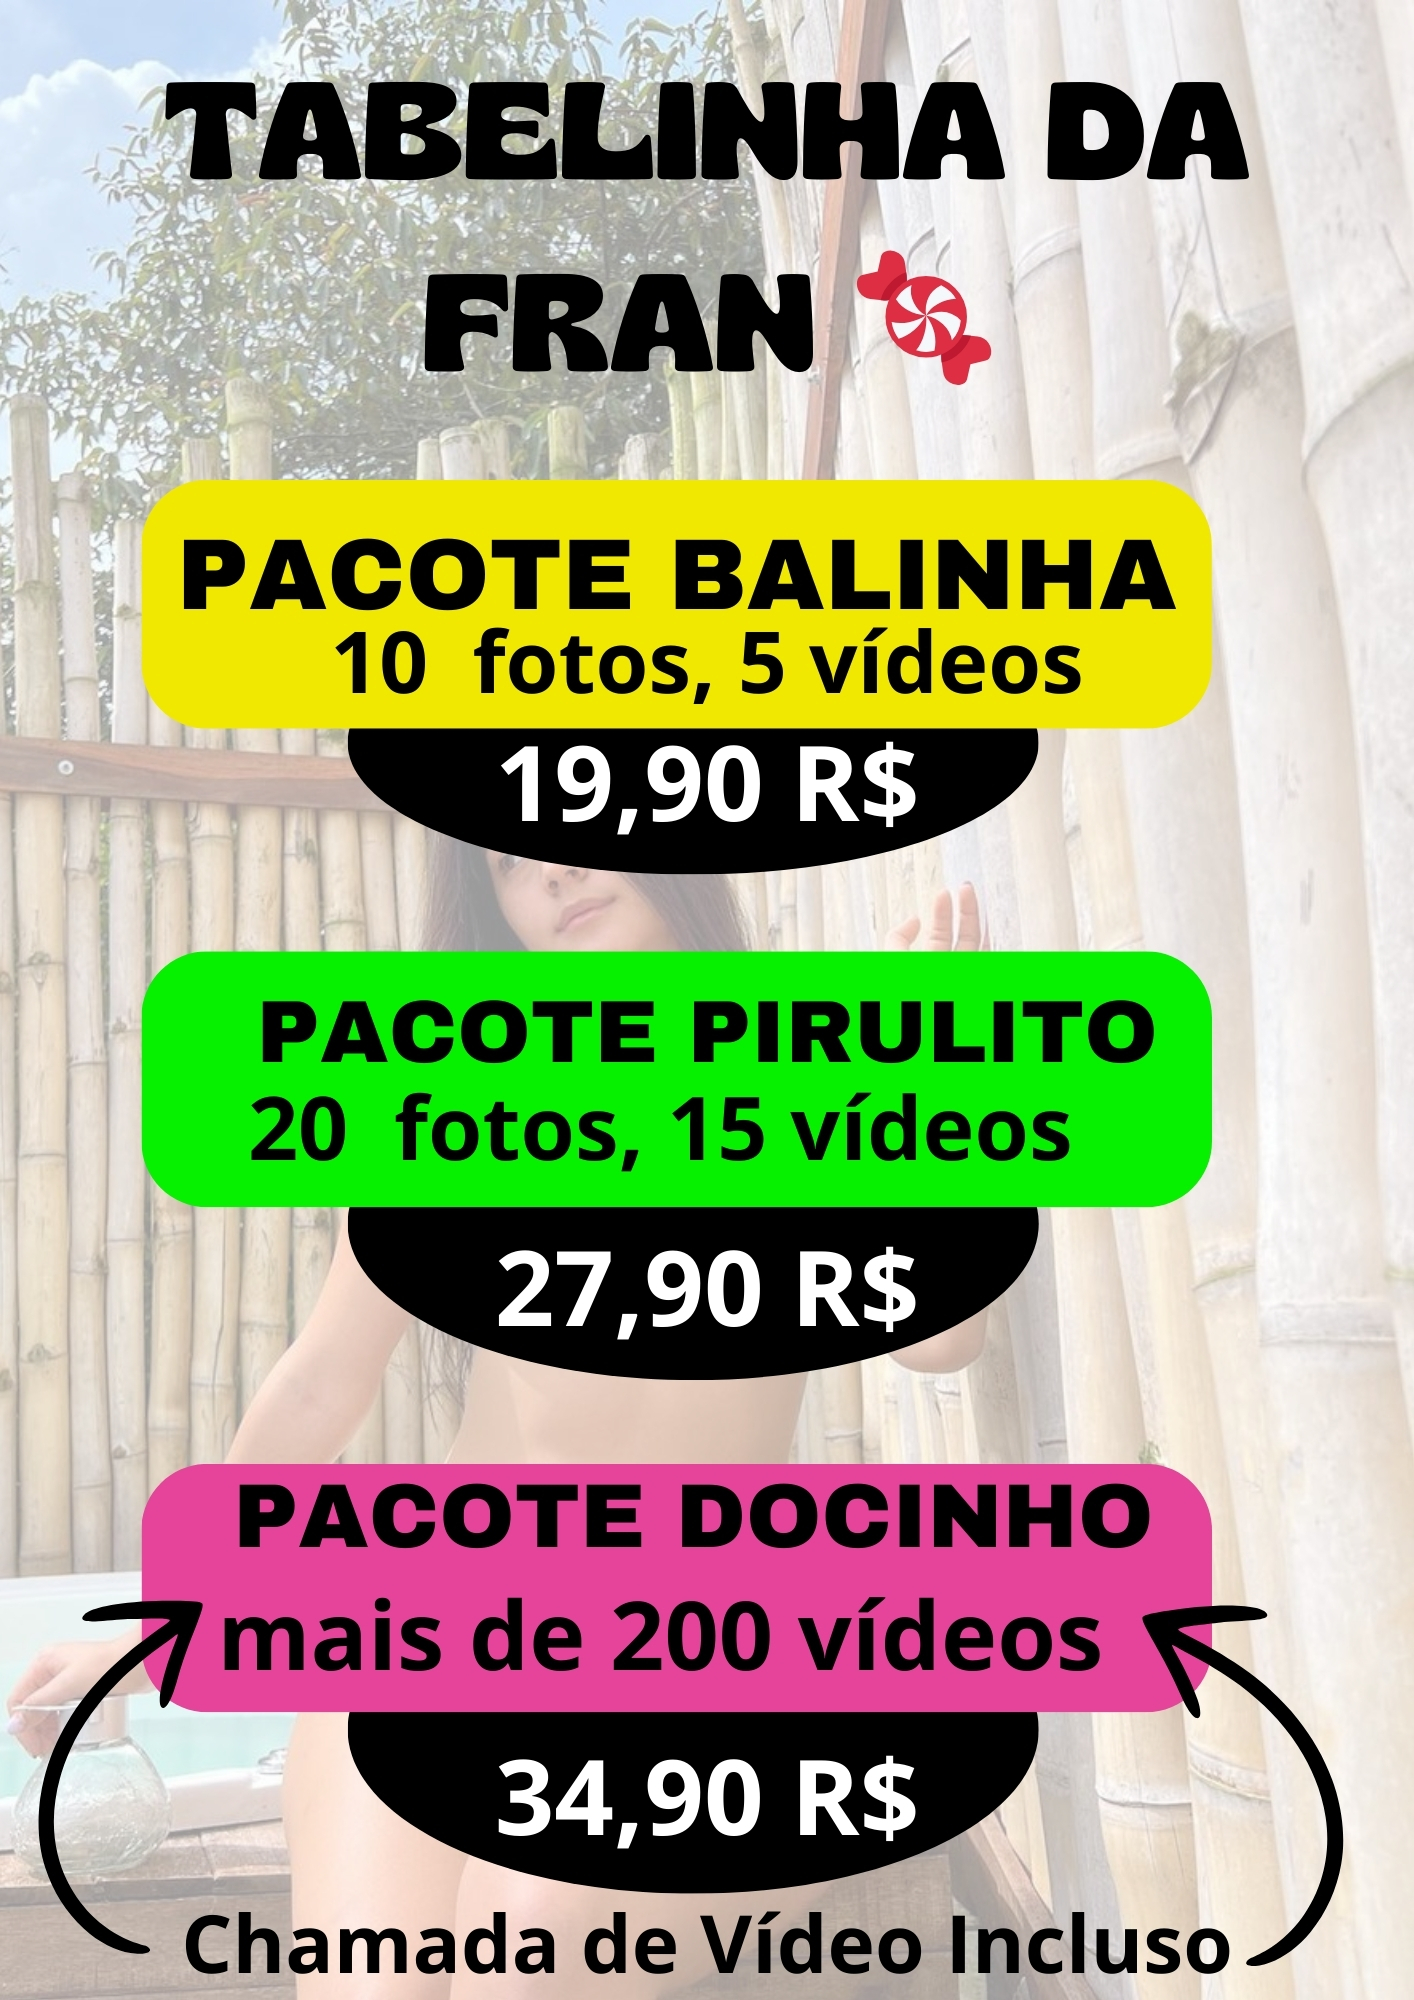 TABELINHA DA
FRAN
PACOTE BALINHA
10 fotos, 5 vídeos
19,90 R$
PACOTE PIRULITO
20 fotos, 15 vídeos
27,90 R$
PACOTE DOCINHO
mais de 200 vídeos
34,90 R$
Chamada de Vídeo Incluso